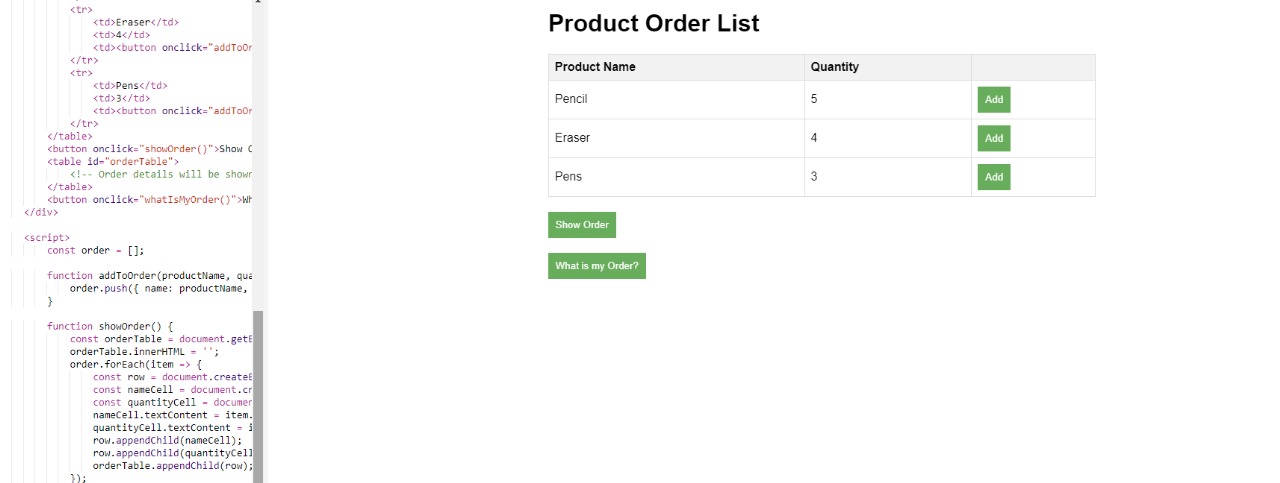 <tr>
<td>Eraser</td>
<td>4</td>
<td><button onclick="addToOr
</tr>
<tr>
<td>Pens</td>
<td>3</td>
<td><button onclick="addToOr
</tr>
</table>
<button onclick="showOrder()">Show O
<table id="orderTable">
<!-- Order details will be shown
</table>
<button onclick="whatIsMyOrder()">Wh
</div>
<script>
const order = [];
function addToOrder(productName, qua
order.push({ name: productName,
}
function showOrder() {
const orderTable = document.getE
orderTable.innerHTML = '';
order.forEach(item => {
const row = document.createE
const nameCell = document.cr
const quantityCell = documen
nameCell.textContent = item.
quantityCell.textContent = i
row.appendChild(nameCell);
row.appendChild(quantityCell
orderTable.appendChild(row);
});
Product Order List
Product Name Quantity
Pencil 5 Add
Eraser 4 Add
Pens 3 Add
Show Order
What is my Order?